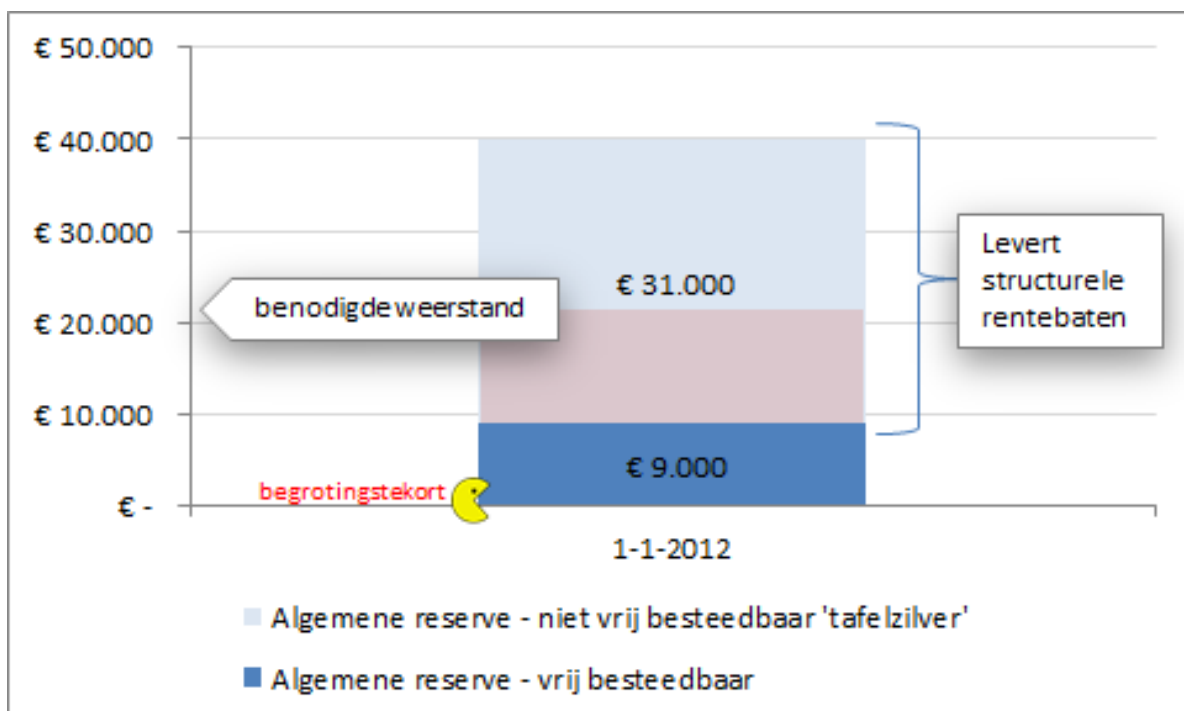 € 50.000
€ 40.000
€ 30.000
€ 20.000
€ 10.000
€ -
benodigde weerstand
begrotingstekort
€ 31.000
€ 9.000
Levert
structurele
rentebaten
1-1-2012
Algemene reserve - niet vrij besteedbaar 'tafelzilver'
Algemene reserve - vrij besteedbaar